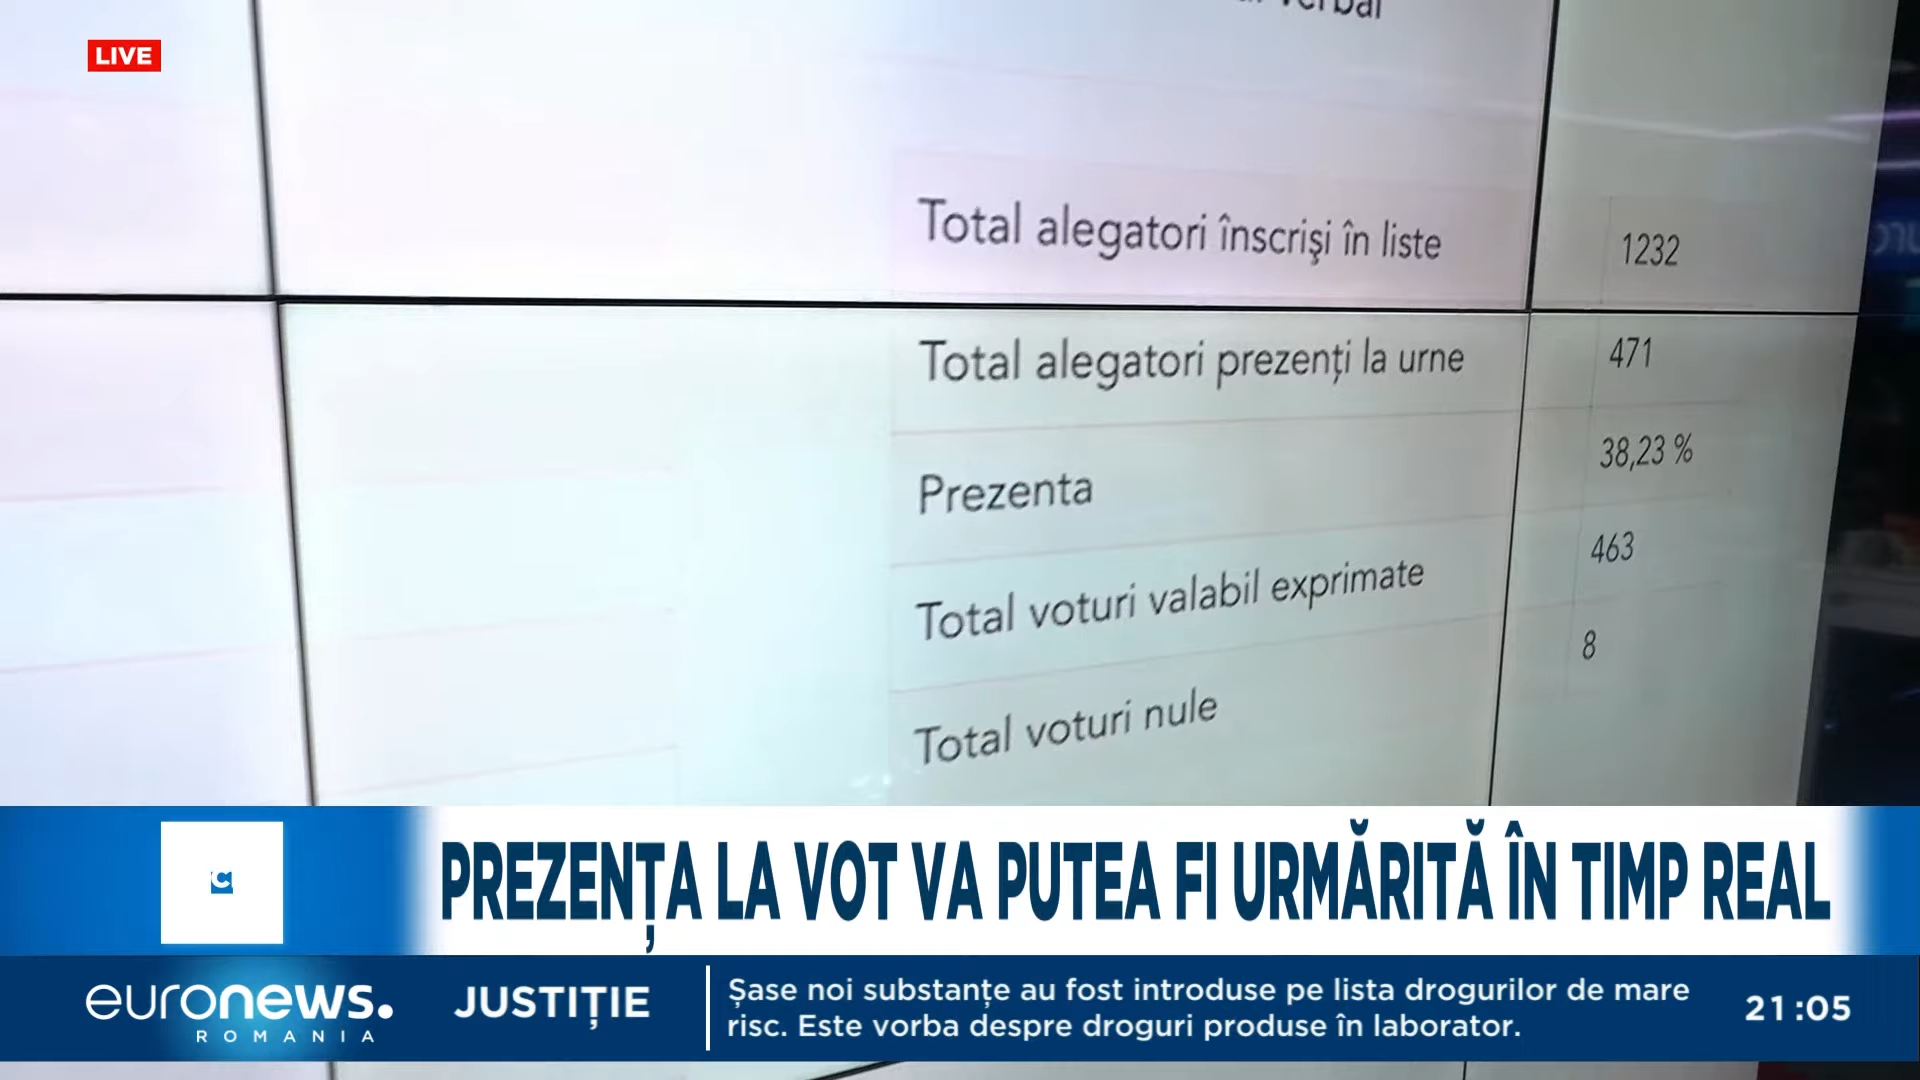 verbal
LIVE
Total alegatori înscrişi în liste 1232
Total alegatori prezenți la urne 471
Prezenta 38,23 %
Total voturi valabil exprimate 463
Total voturi nule 8
PREZENȚA LA VOT VA PUTEA FI URMĂRITĂ ÎN TIMP REAL
euronews.
ROMANIA
JUSTIȚIE
Șase noi substanțe au fost introduse pe lista drogurilor de mare
risc. Este vorba despre droguri produse în laborator.
21:05